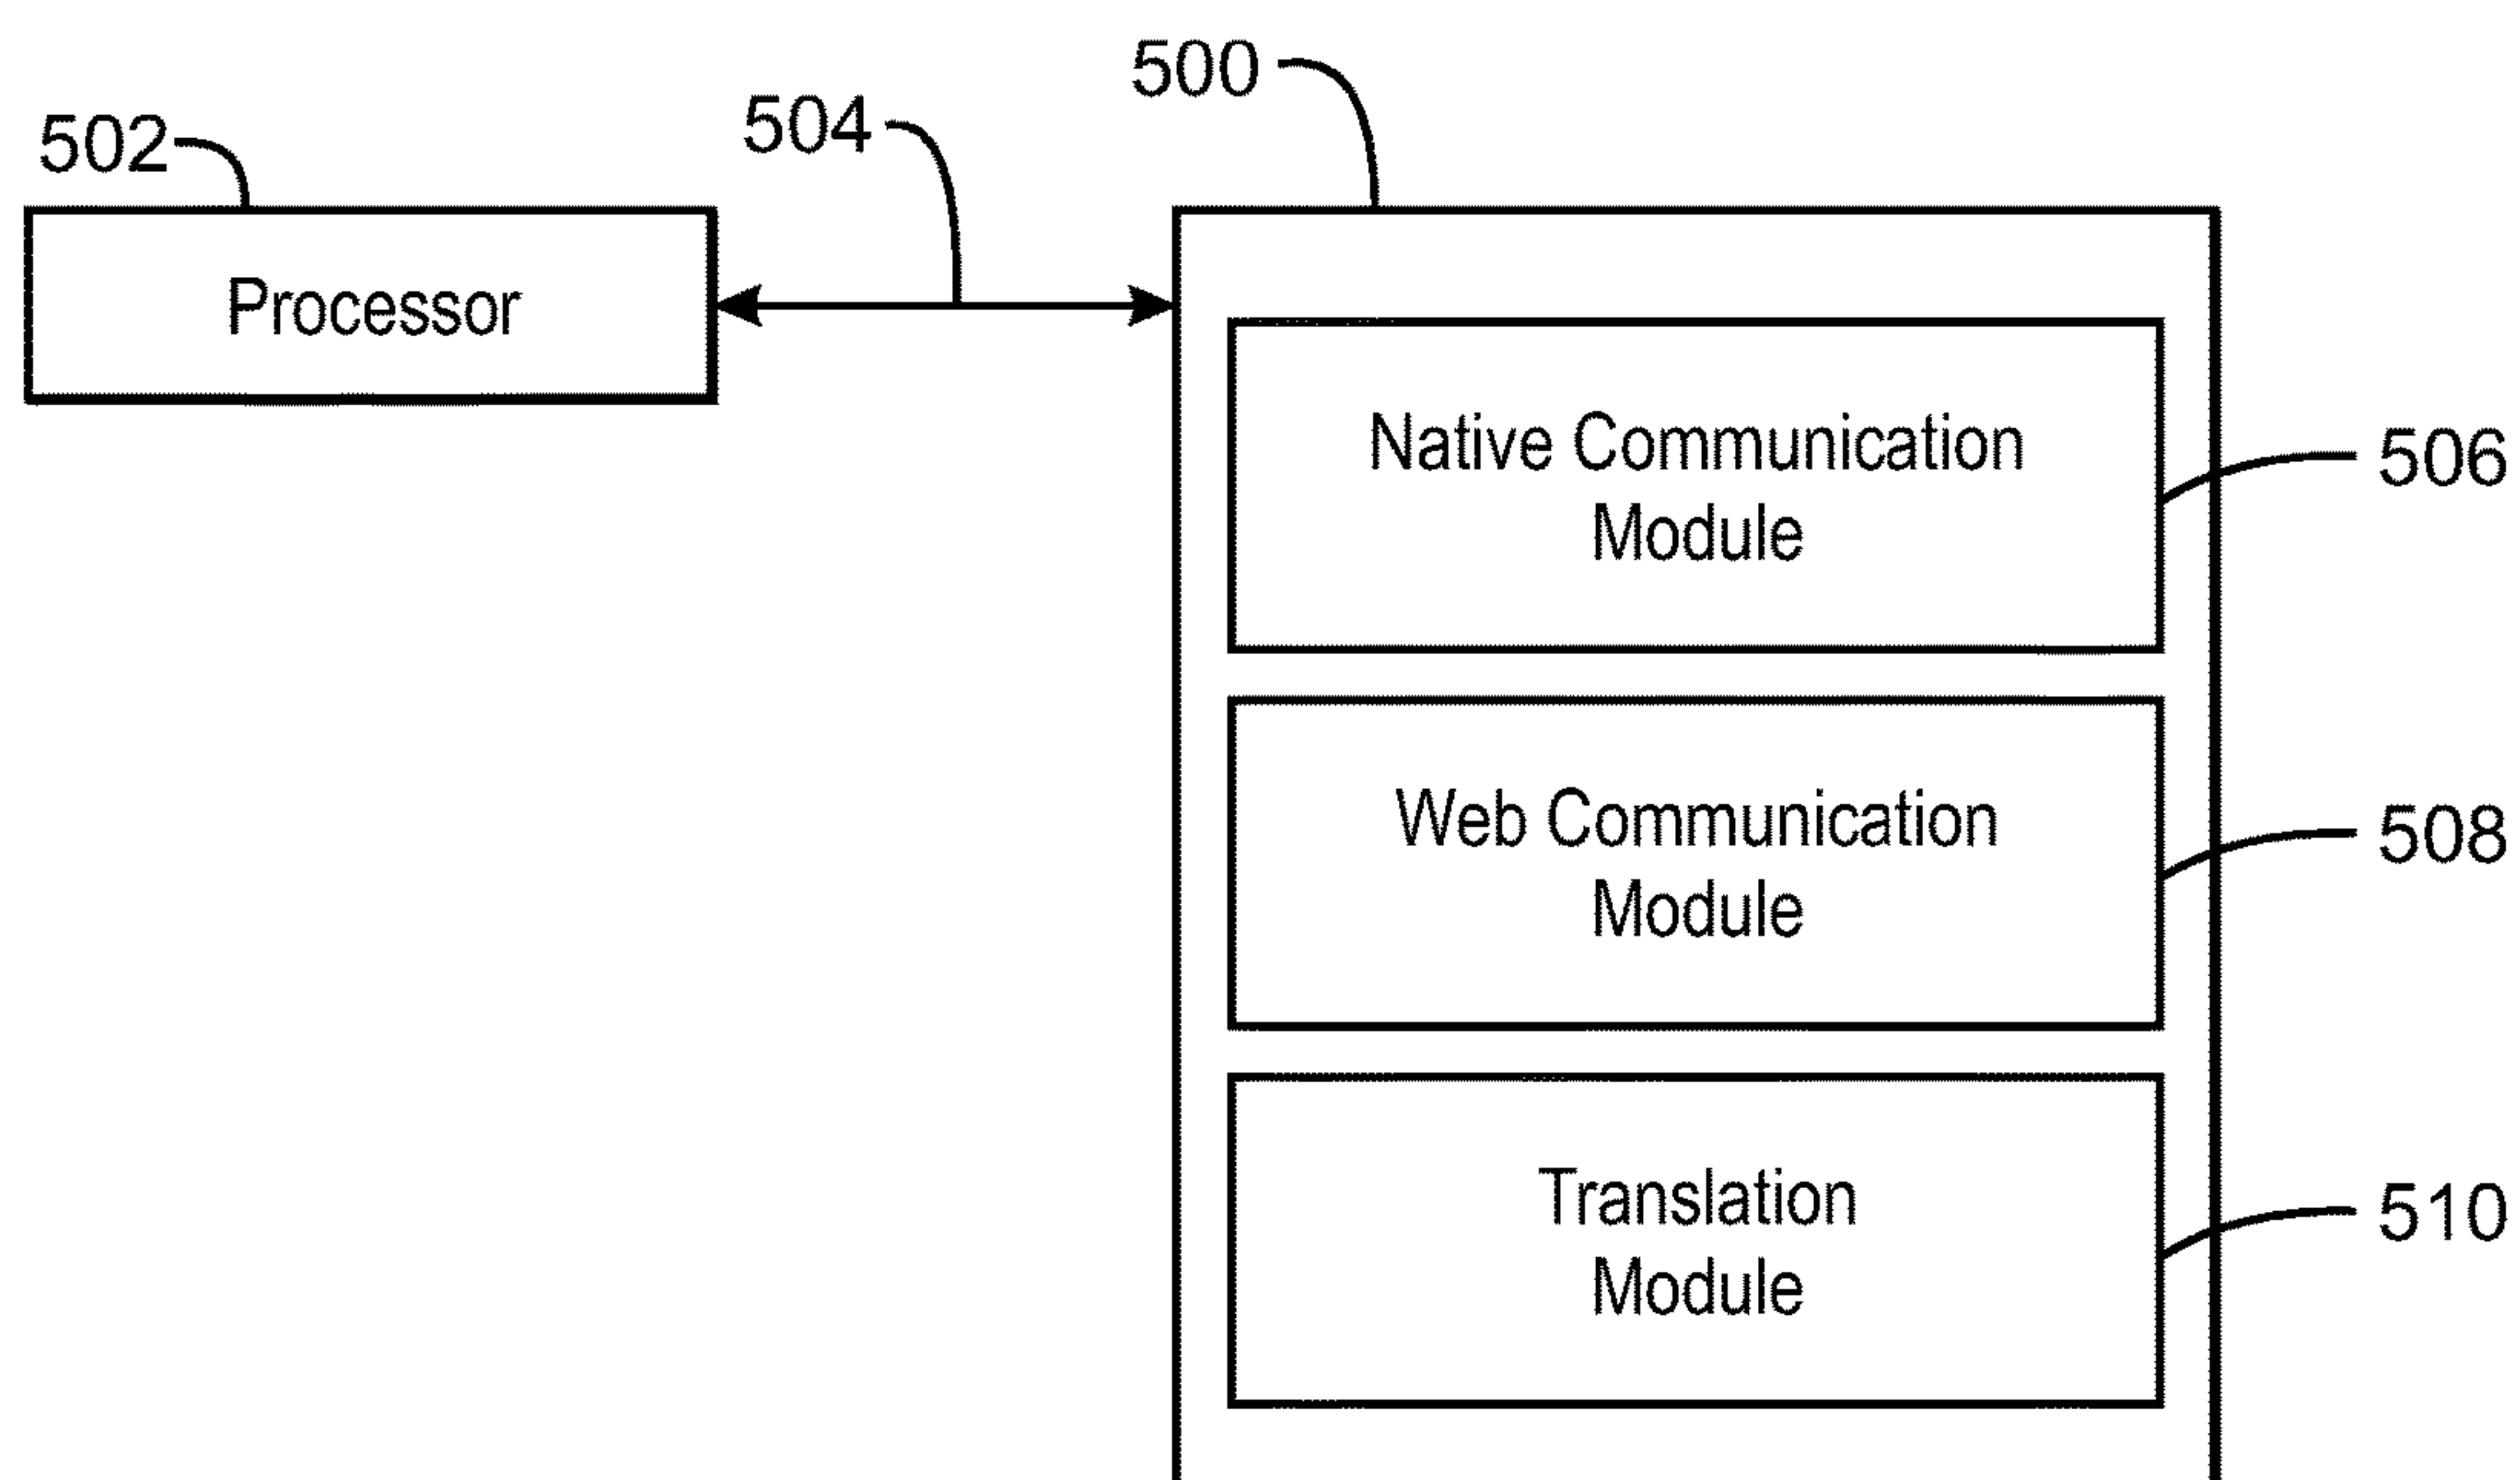 500
504
502
Processor
Native Communication
Module
506
Web Communication
Module
508
Translation
Module
510